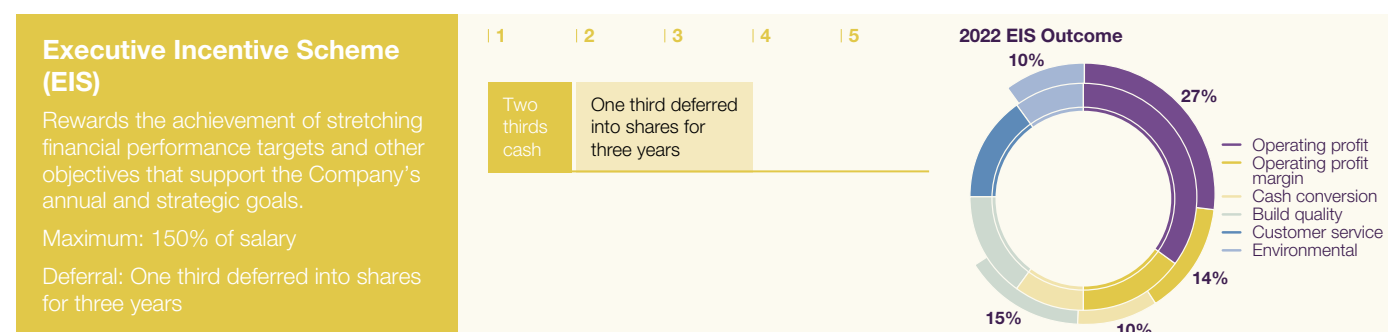 Executive Incentive Scheme
(EIS)
Rewards the achievement of stretching
financial performance targets and other
objectives that support the Company's
annual and strategic goals.
Maximum: 150% of salary
Deferral: One third deferred into shares
for three years
1 2 3 4 5
Two
thirds
cash
One third deferred
into shares for
three years
2022 EIS Outcome
10%
27%
14%
10%
15%
Operating profit
Operating profit
margin
Cash conversion
Build quality
Customer service
Environmental